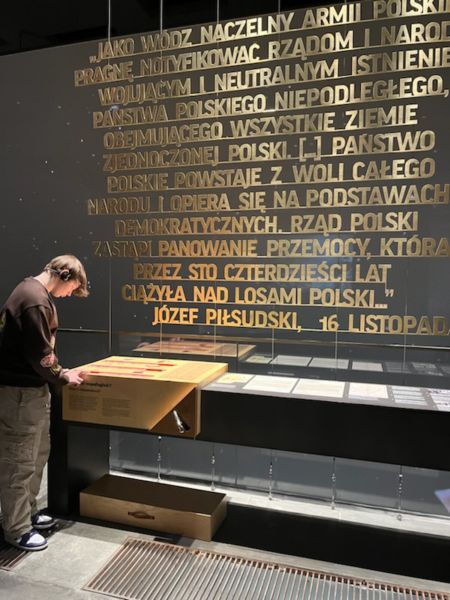 „JAKO WÓDZ NACZELNY ARMII POLSKIEJ
PRAGNĘ NOTYFIKOWAĆ RZĄDOM I NARODOM
WOJUJĄCYM I NEUTRALNYM ISTNIENIE
PAŃSTWA POLSKIEGO NIEPODLEGŁEGO,
OBEJMUJĄCEGO WSZYSTKIE ZIEMIE
ZJEDNOCZONEJ POLSKI. [...] PAŃSTWO
POLSKIE POWSTAJE Z WOLI CAŁEGO
NARODU I OPIERA SIĘ NA PODSTAWACH
DEMOKRATYCZNYCH. RZĄD POLSKI
ZASTĄPI PANOWANIE PRZEMOCY, KTÓRA
PRZEZ STO CZTERDZIEŚCI LAT
CIĄŻYŁA NAD LOSAMI POLSKI..."
JÓZEF PIŁSUDSKI, 16 LISTOPADA